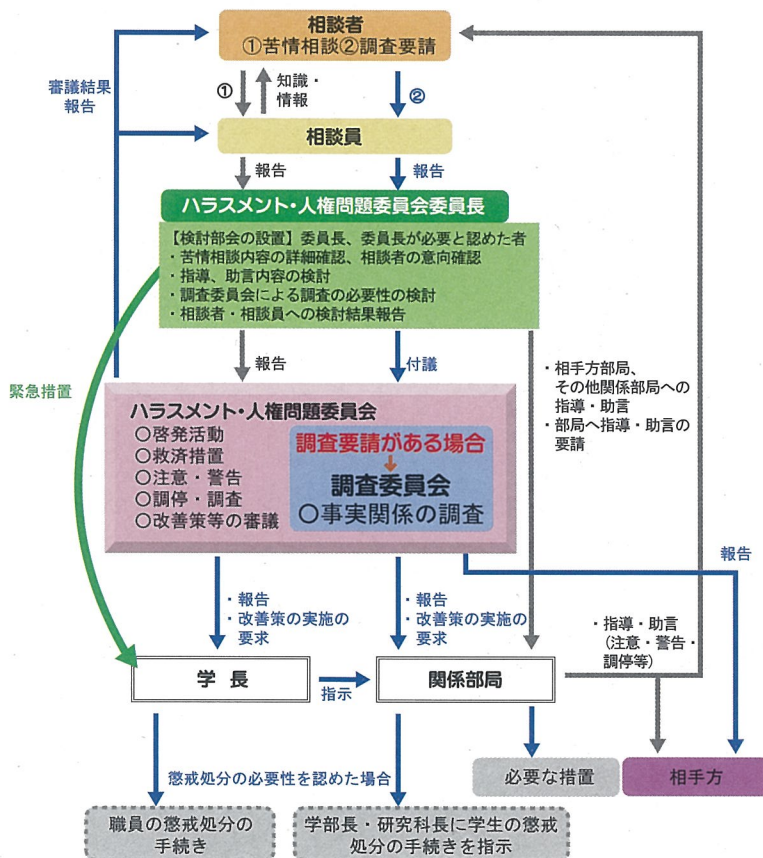 相談者
①苦情相談②調査要請
審議結果
報告
①
知識・
情報
②
相談員
報告
報告
ハラスメント・人権問題委員会委員長
【検討部会の設置】委員長、委員長が必要と認めた者
・苦情相談内容の詳細確認、相談者の意向確認
・指導、助言内容の検討
・調査委員会による調査の必要性の検討
・相談者・相談員への検討結果報告
緊急措置
報告
付議
・相手方部局、
その他関係部局への
指導・助言
・部局へ指導・助言の
要請
ハラスメント・人権問題委員会
○啓発活動
○救済措置
○注意・警告
○調停・調査
○改善策等の審議
調査要請がある場合
調査委員会
○事実関係の調査
報告
・報告
・改善策の実施の
要求
・報告
・改善策の実施の
要求
・指導・助言
(注意・警告・
調停等)
学 長
指示
関係部局
必要な措置
相手方
懲戒処分の必要性を認めた場合
職員の懲戒処分の
手続き
学部長・研究科長に学生の懲戒
処分の手続きを指示